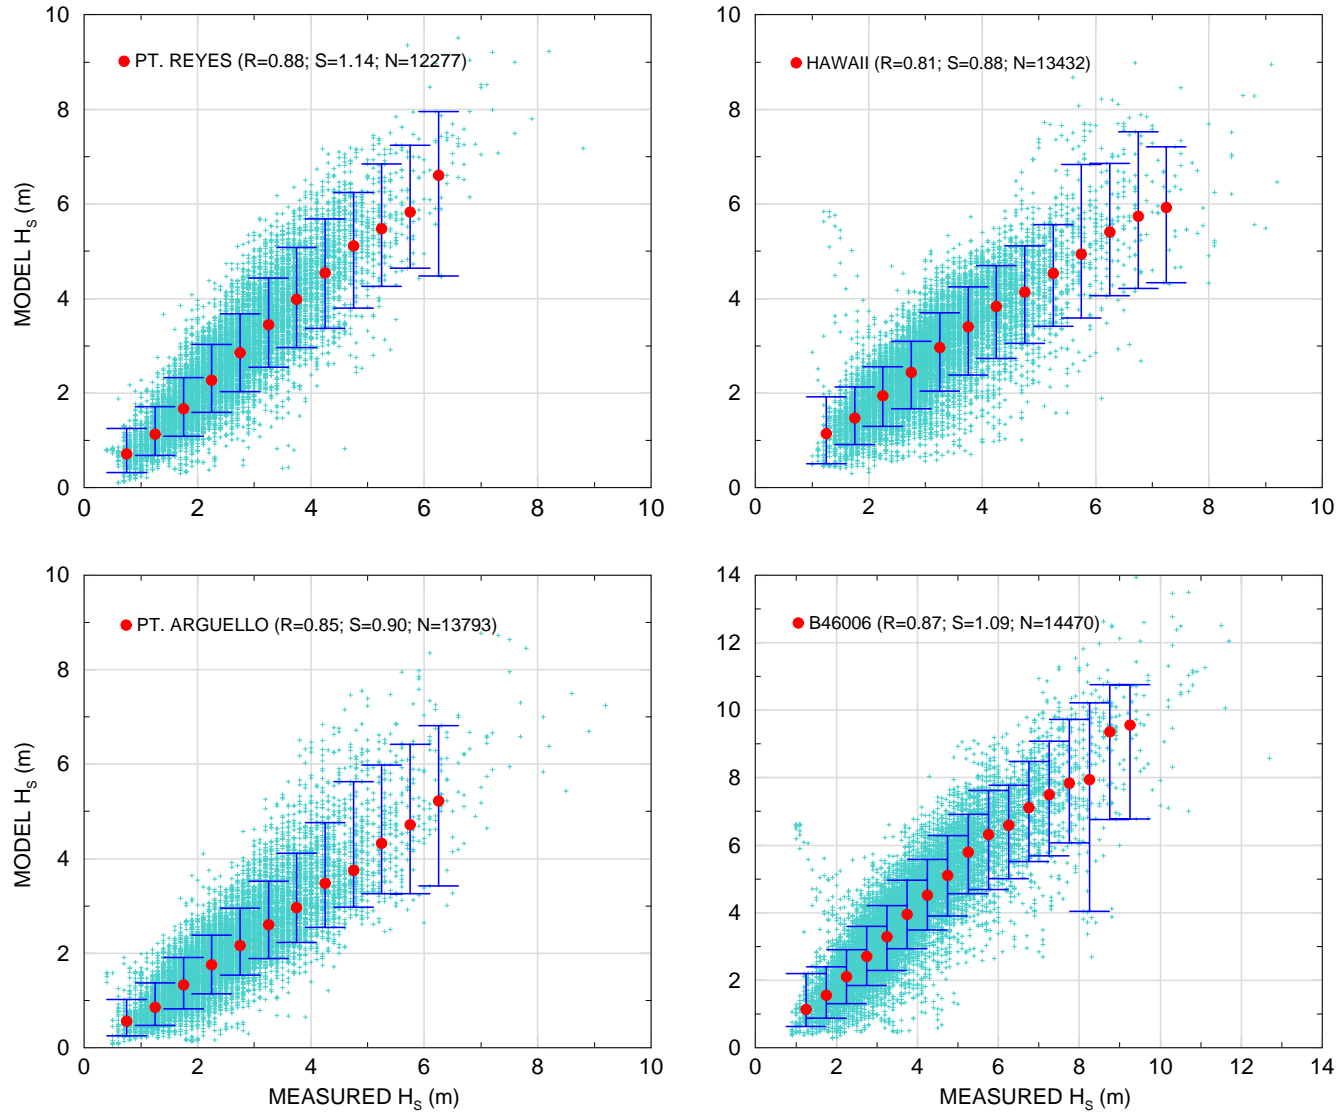 10
8
6
4
2
0
MODEL HS (m)
PT. REYES (R=0.88; S=1.14; N=12277)
0 2 4 6 8 10
10
8
6
4
2
0
HAWAII (R=0.81; S=0.88; N=13432)
0 2 4 6 8 10
10
8
6
4
2
0
MODEL HS (m)
PT. ARGUELLO (R=0.85; S=0.90; N=13793)
0 2 4 6 8 10
MEASURED HS (m)
14
12
10
8
6
4
2
0
B46006 (R=0.87; S=1.09; N=14470)
0 2 4 6 8 10 12 14
MEASURED HS (m)